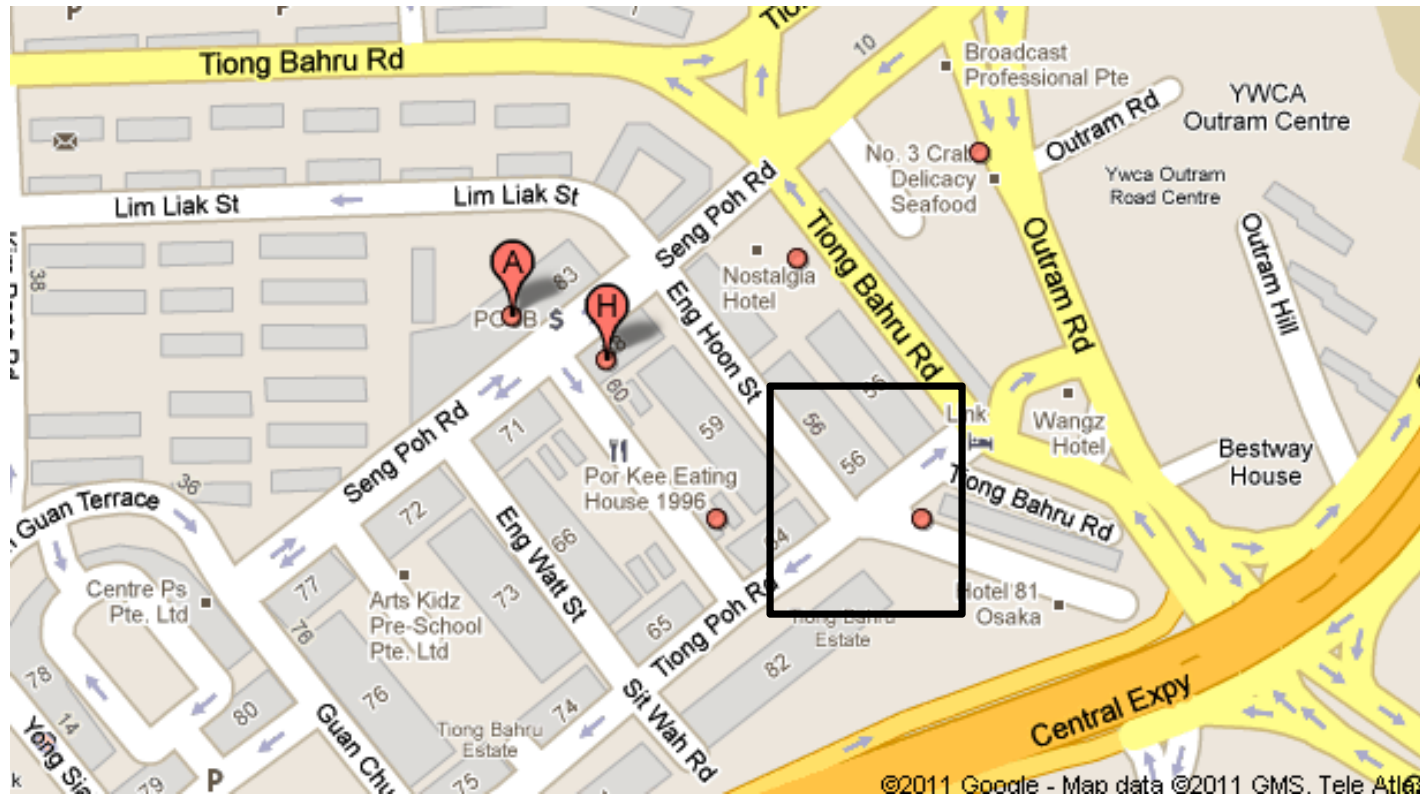 P
P
Tio
Tiong Bahru Rd
10
Broadcast
Professional Pte
YWCA
Outram Centre
Outram Rd
No. 3 Crab
Delicacy
Seafood
Ywca Outram
Road Centre
Lim Liak St
Lim Liak St
Seng Poh Rd
Tiong Bahru Rd
Outram Rd
Outram Hill
38
A
83
Nostalgia
Hotel
H
$
Eng Hoon St
60
59
55
56
56
Link
Wangz
Hotel
Bestway
House
71
Seng Poh Rd
Por Kee Eating
House 1996
36
Guan Terrace
72
Eng Watt St
66
Tiong Bahru Rd
64
Centre Ps
Pte. Ltd
77
Arts Kidz
Pre-School
Pte. Ltd
73
Hotel 81
Osaka
76
65
Tiong Poh Rd
Tiong Bahru
Estate
82
78
14
80
76
Guan Chu
Sit Wah Rd
74
Tiong Bahru
Estate
Central Expy
Yong Sia
P
79
75
k
©2011 Google - Map data ©2011 GMS, Tele Atla